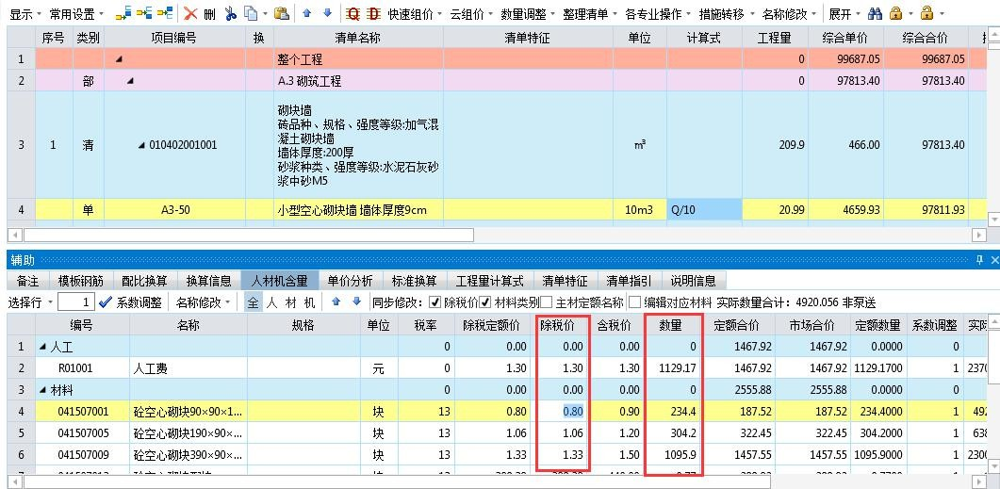 显示 常用设置 删 Q D 快速组价 云组价 数量调整 整理清单 各专业操作 措施转移 名称修改 展开
序号 类别 项目编号 换 清单名称 清单特征 单位 计算式 工程量 综合单价 综合合价
1 整个工程 0 99687.05 99687.05
2 部 A.3 砌筑工程 0 97813.40 97813.40
砌块墙
砖品种、规格、强度等级:加气混
凝土砌块墙
3 1 清 010402001001 m³ 209.9 466.00 97813.40
墙体厚度:200厚
砂浆种类、强度等级:水泥石灰砂
浆中砂M5
4 单 A3-50 小型空心砌块墙 墙体厚度9cm 10m3 Q/10 20.99 4659.93 97811.93
辅助
备注 模板钢筋 配比换算 换算信息 人材机含量 单价分析 标准换算 工程量计算式 清单特征 清单指引 说明信息
选择行 1 系数调整 名称修改 全 人 材 机 同步修改: 除税价 材料类别 主材定额名称 编辑对应材料 实际数量合计: 4920.056 非泵送
编号 名称 规格 单位 税率 除税定额价 除税价 含税价 数量 定额合价 市场合价 定额数量 系数调整 实际
1 人工 0 0.00 0.00 0.00 0 1467.92 1467.92 0.0000 0
2 R01001 人工费 元 0 1.30 1.30 1.30 1129.17 1467.92 1467.92 1129.1700 1 2370
3 材料 0 0.00 0.00 0.00 0 2555.88 2555.88 0.0000 0
4 041507001 砼空心砌块90×90×1... 块 13 0.80 0.80 0.90 234.4 187.52 187.52 234.4000 1 492
5 041507005 砼空心砌块190×90×... 块 13 1.06 1.06 1.20 304.2 322.45 322.45 304.2000 1 638
6 041507009 砼空心砌块390×90×... 块 13 1.33 1.33 1.50 1095.9 1457.55 1457.55 1095.9000 1 2300